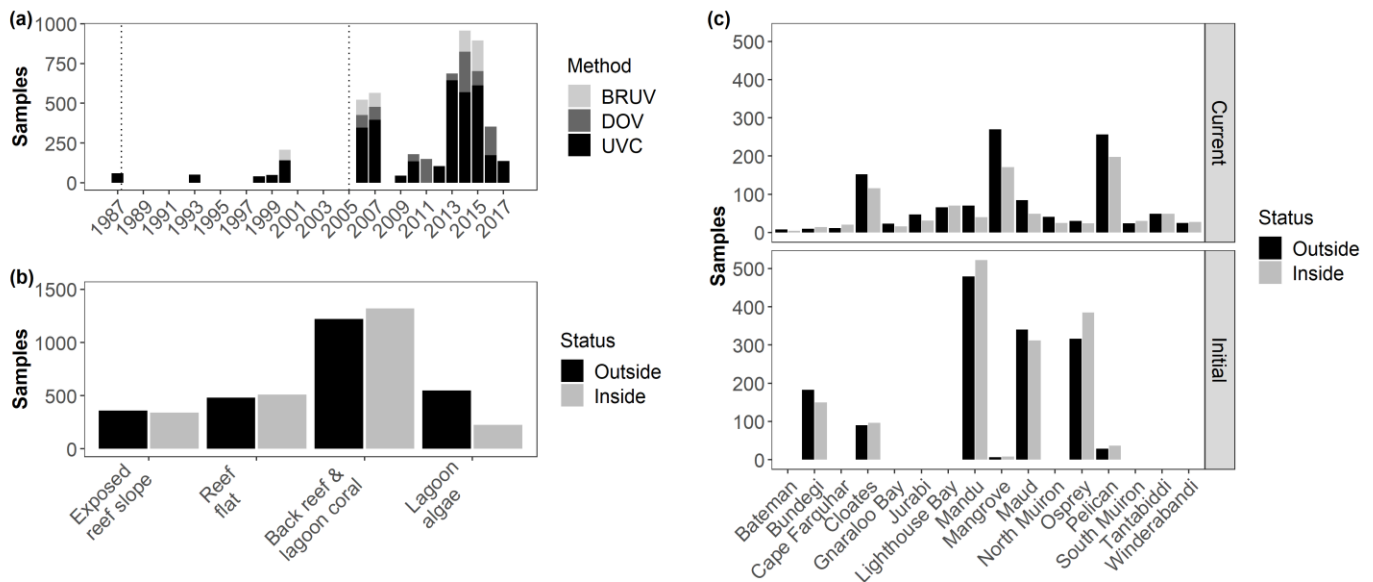 (a)
1000
750
500
250
0
Samples
1987
1989
1991
1993
1995
1997
1999
2001
2003
2005
2007
2009
2011
2013
2015
2017
Method
BRUV
DOV
UVC
(b)
1500
1000
500
0
Samples
Exposed
reef slope
Reef
flat
Back reef &
lagoon coral
Lagoon
algae
Status
Outside
Inside
(c)
500
400
300
200
100
0
Current
500
400
300
200
100
0
Initial
Samples
Bateman
Bundegi
Cape Farquhar
Cloates
Gnaraloo Bay
Jurabi
Lighthouse Bay
Mandu
Mangrove
Maud
North Muiron
Osprey
Pelican
South Muiron
Tantabiddi
Winderabandi
Status
Outside
Inside